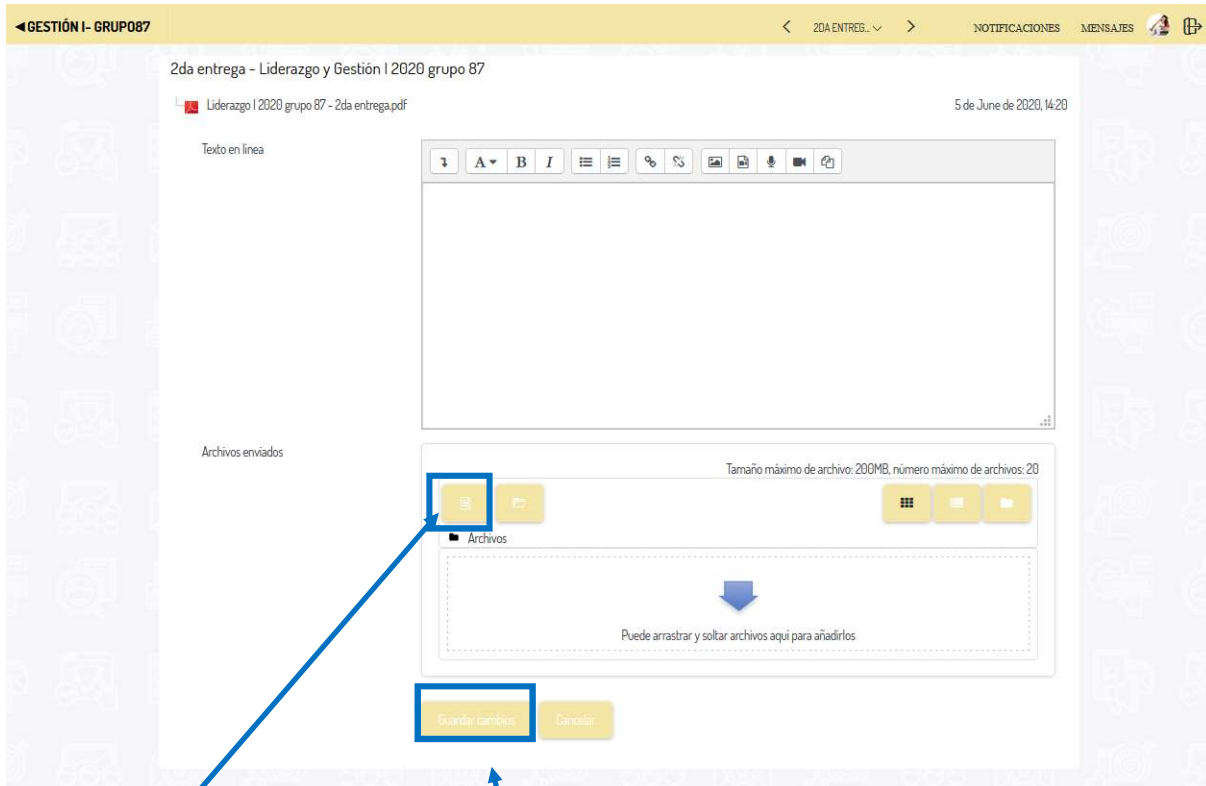 ◄GESTIÓN I- GRUPO87
2DA ENTREG...
NOTIFICACIONES
MENSAJES
2da entrega - Liderazgo y Gestión I 2020 grupo 87
Liderazgo I 2020 grupo 87 - 2da entrega.pdf
5 de June de 2020, 14:20
Texto en línea
A B I
Archivos enviados
Tamaño máximo de archivo: 200MB, número máximo de archivos: 20
Archivos
Puede arrastrar y soltar archivos aquí para añadirlos
Guardar cambios
Cancelar